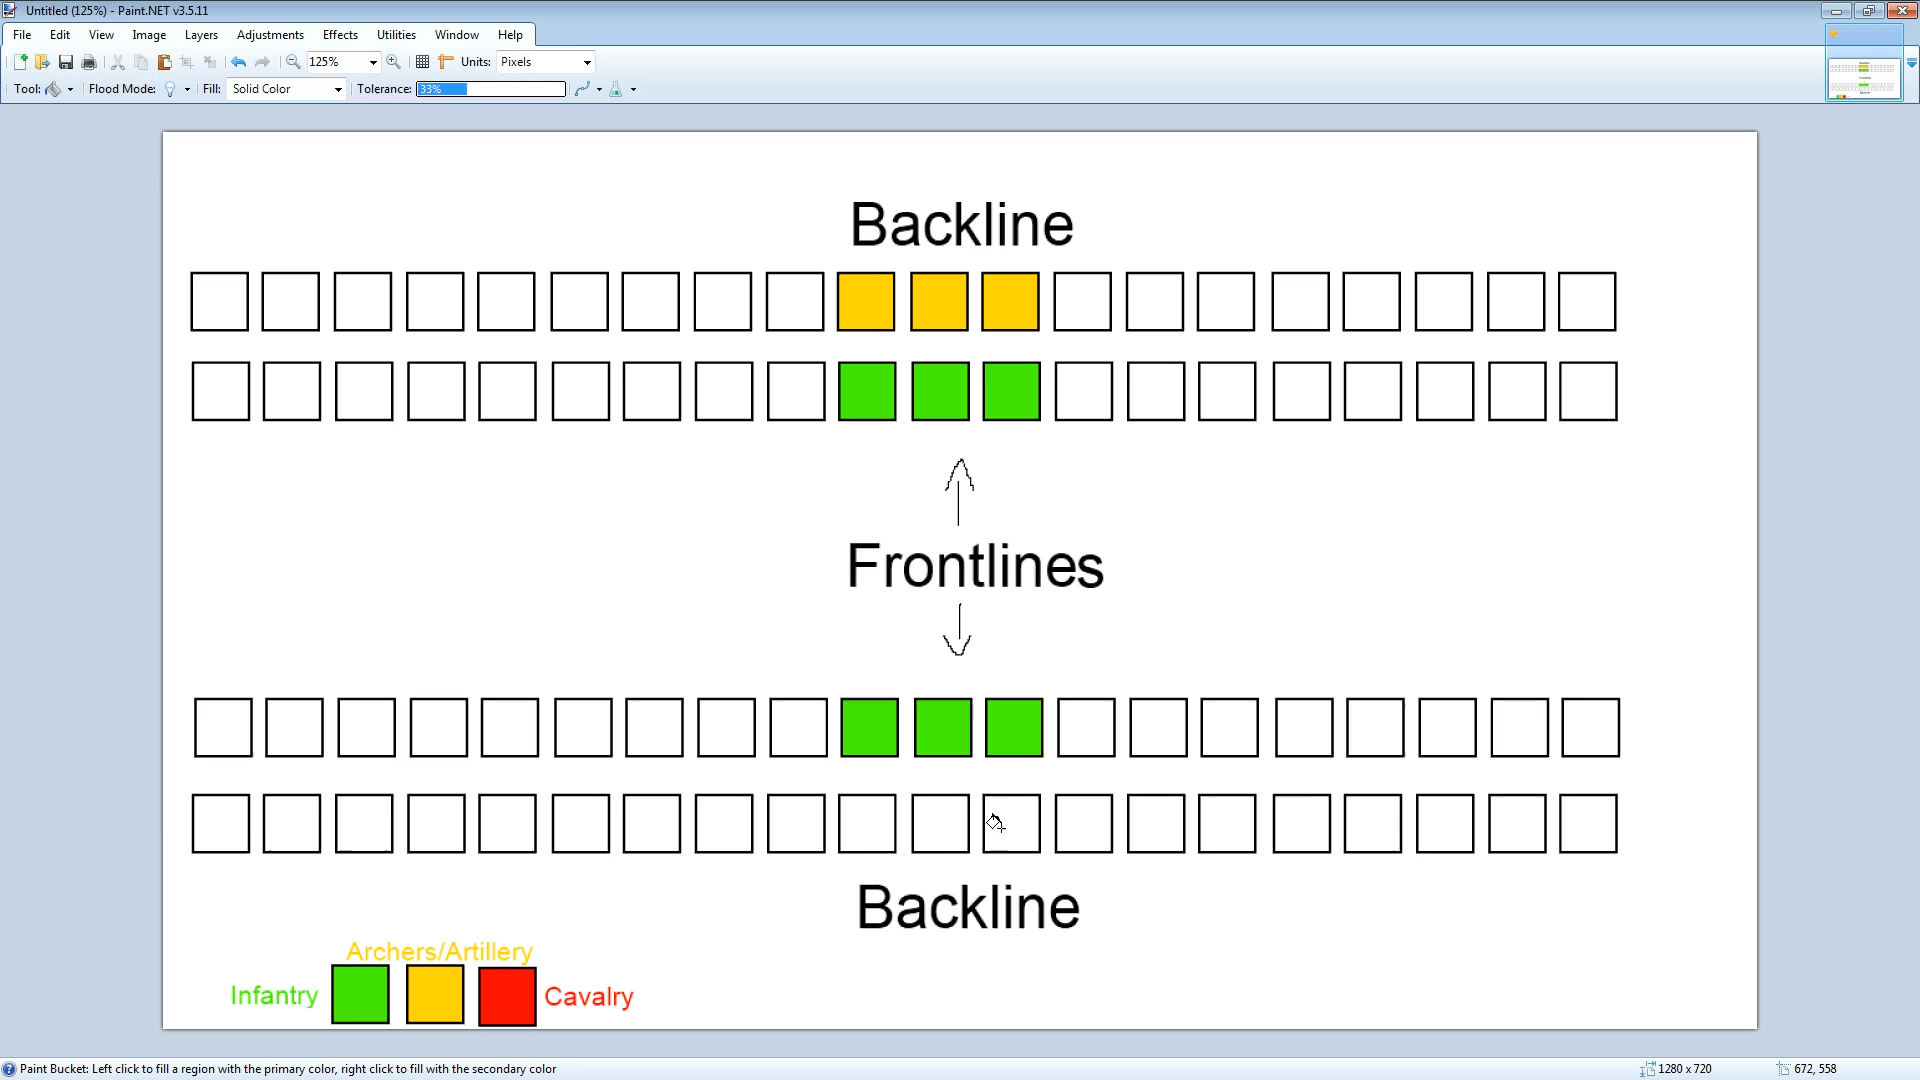 Untitled (125%) - Paint.NET v3.5.11
File Edit View Image Layers Adjustments Effects Utilities Window Help
125% Units: Pixels
Tool: Flood Mode: Fill: Solid Color Tolerance: 33%
Backline
Frontlines
Backline
Archers/Artillery
Infantry Cavalry
Paint Bucket: Left click to fill a region with the primary color, right click to fill with the secondary color 1280 x 720 672, 558